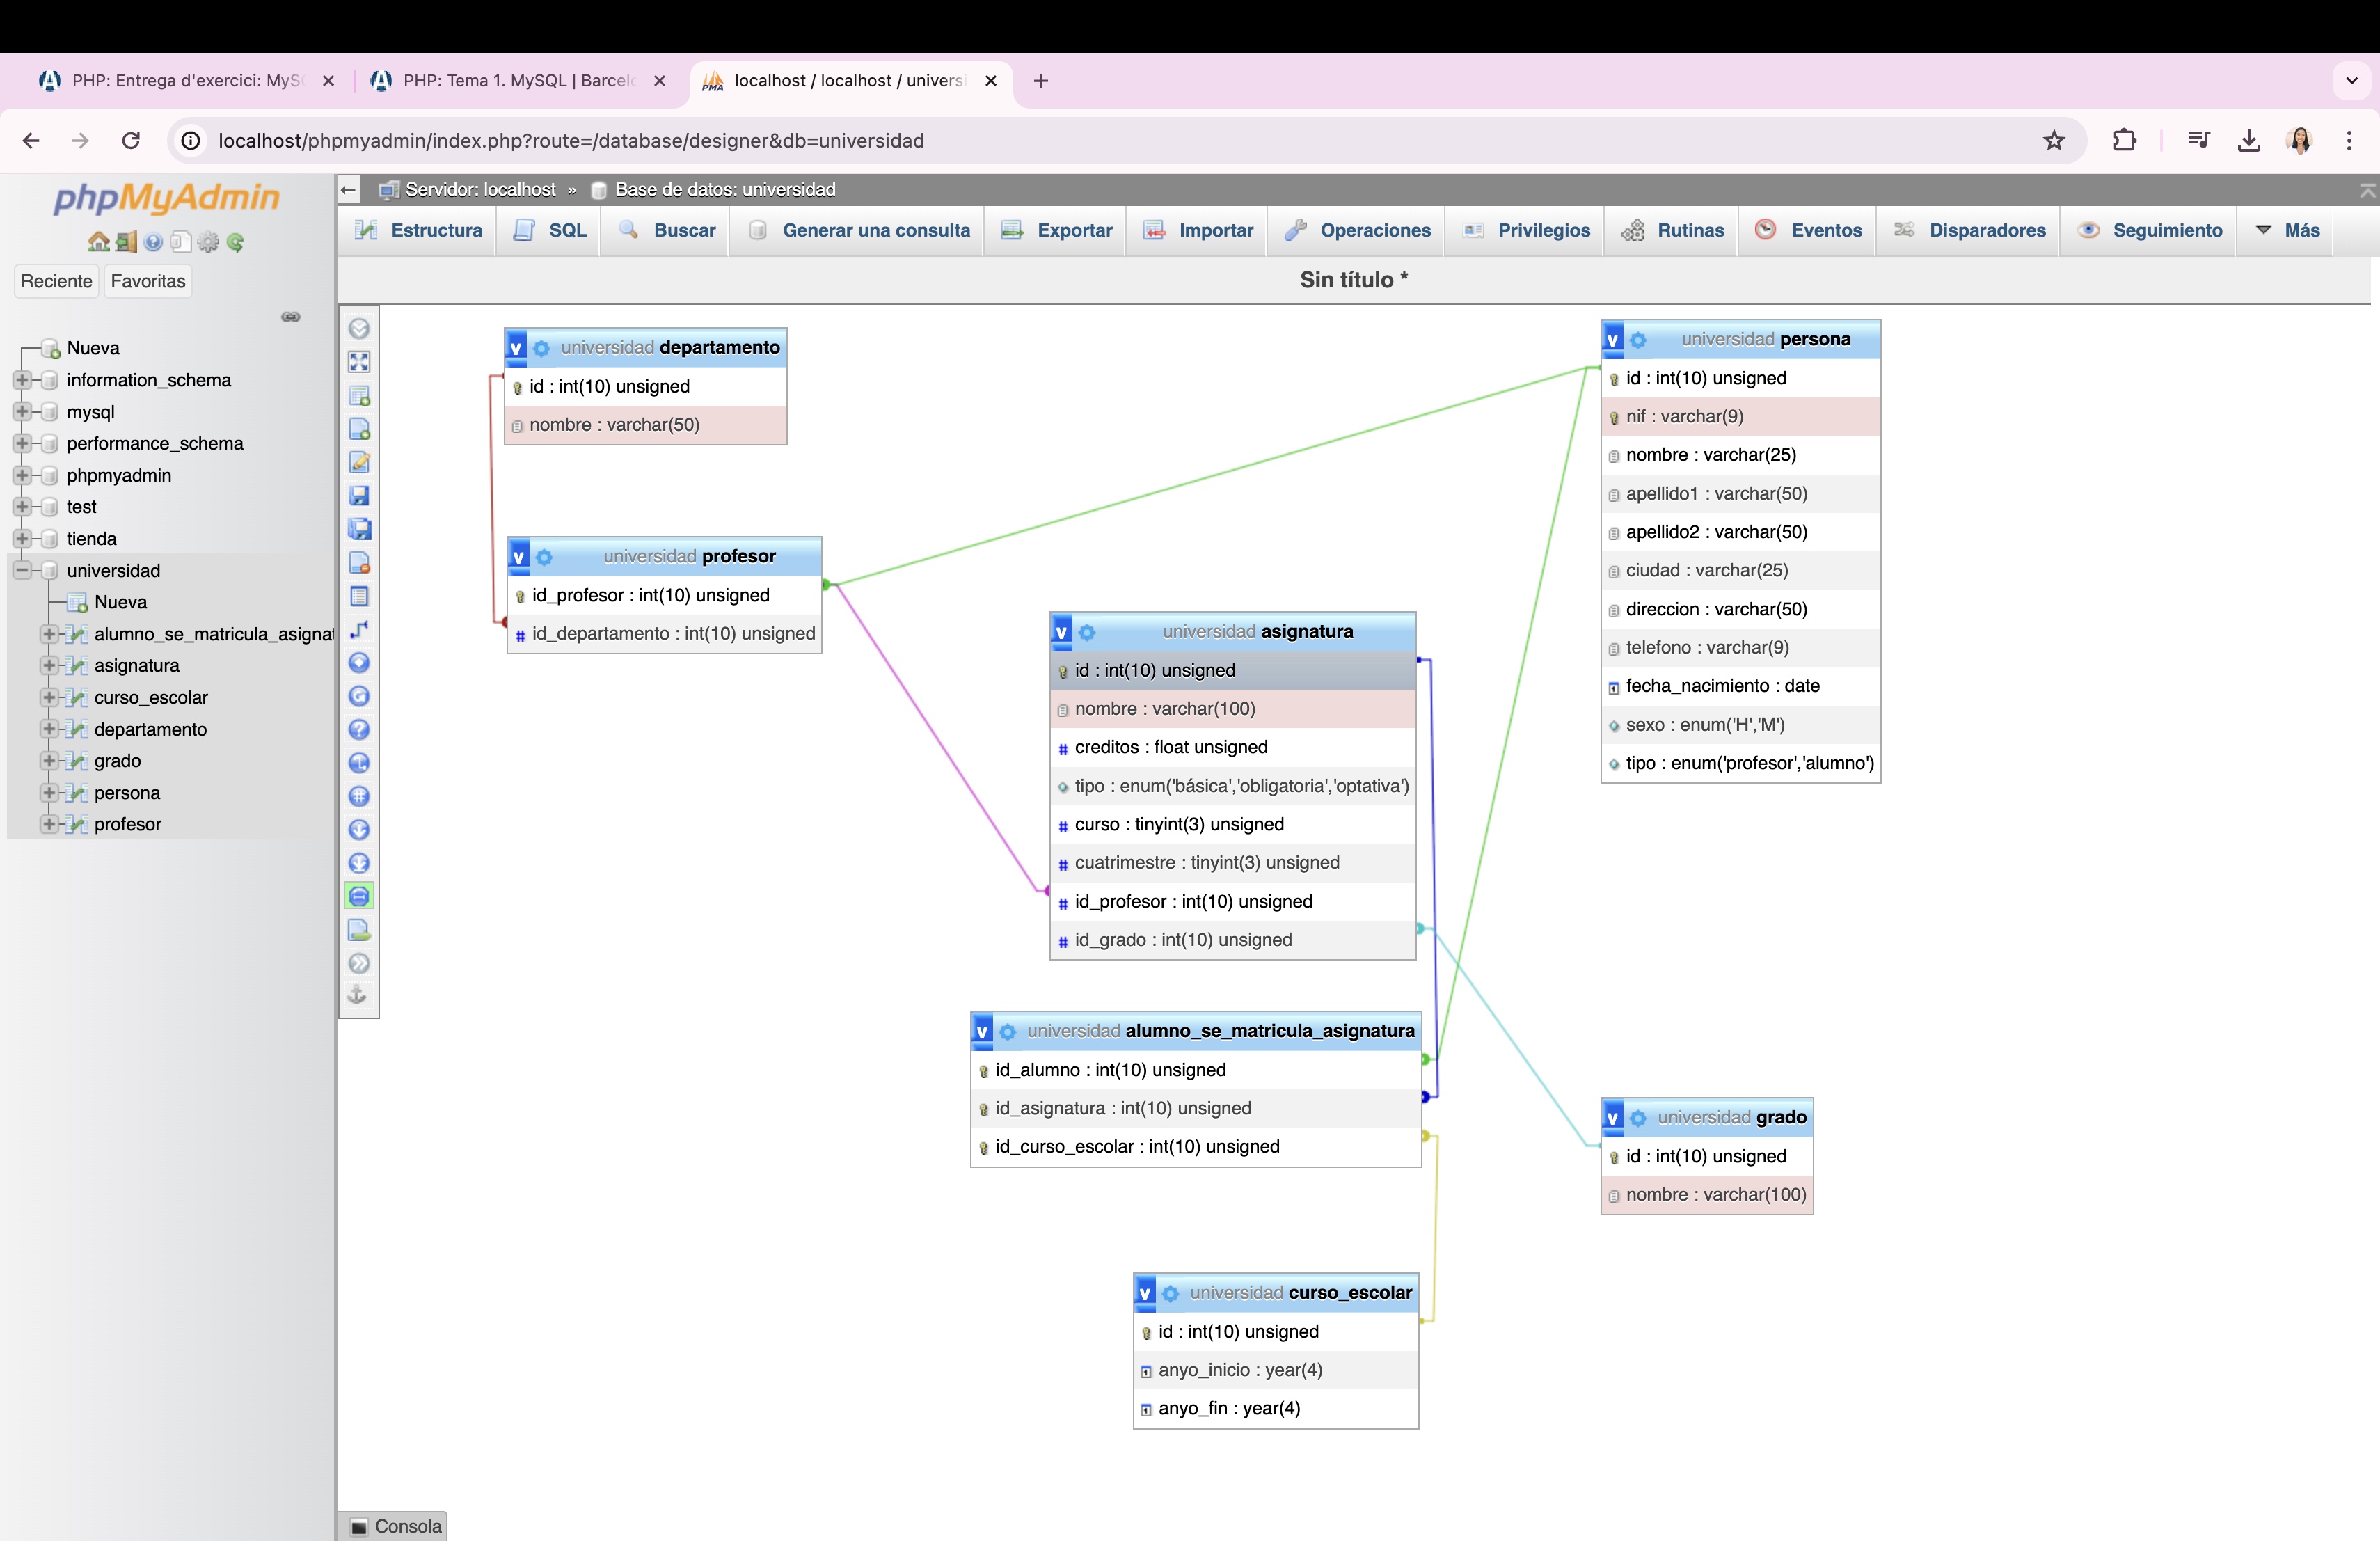 PHP: Entrega d'exercici: MyS
PHP: Tema 1. MySQL | Barcel
PMA
localhost / localhost / universi
localhost/phpmyadmin/index.php?route=/database/designer&db=universidad
phpMyAdmin
Reciente
Favoritas
Nueva
information_schema
mysql
performance_schema
phpmyadmin
test
tienda
universidad
Nueva
alumno_se_matricula_asigna
asignatura
curso_escolar
departamento
grado
persona
profesor
Servidor: localhost » Base de datos: universidad
Estructura SQL Buscar Generar una consulta Exportar Importar Operaciones Privilegios Rutinas Eventos Disparadores Seguimiento Más
Sin título *
v universidad departamento
id : int(10) unsigned
nombre : varchar(50)
v universidad profesor
id_profesor : int(10) unsigned
# id_departamento : int(10) unsigned
v universidad asignatura
id : int(10) unsigned
nombre : varchar(100)
# creditos : float unsigned
tipo : enum('básica','obligatoria','optativa')
# curso : tinyint(3) unsigned
# cuatrimestre : tinyint(3) unsigned
# id_profesor : int(10) unsigned
# id_grado : int(10) unsigned
v universidad alumno_se_matricula_asignatura
id_alumno : int(10) unsigned
id_asignatura : int(10) unsigned
id_curso_escolar : int(10) unsigned
v universidad curso_escolar
id : int(10) unsigned
anyo_inicio : year(4)
anyo_fin : year(4)
v universidad persona
id : int(10) unsigned
nif : varchar(9)
nombre : varchar(25)
apellido1 : varchar(50)
apellido2 : varchar(50)
ciudad : varchar(25)
direccion : varchar(50)
telefono : varchar(9)
fecha_nacimiento : date
sexo : enum('H','M')
tipo : enum('profesor','alumno')
v universidad grado
id : int(10) unsigned
nombre : varchar(100)
Consola